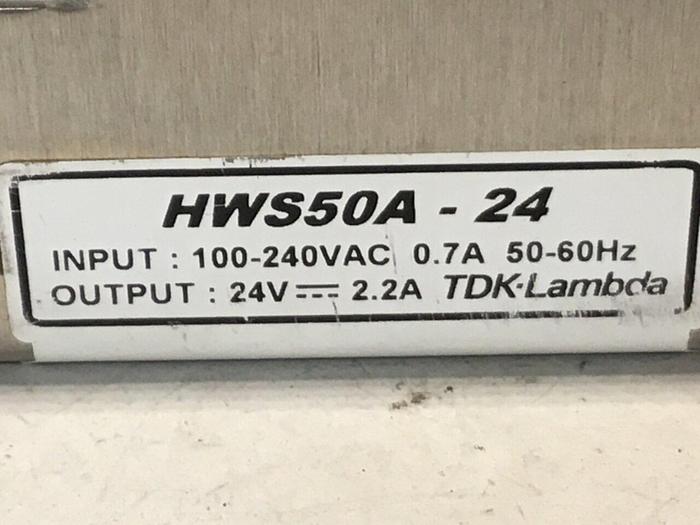 HWS50A - 24
INPUT : 100-240VAC 0.7A 50-60Hz
OUTPUT : 24V⎓ 2.2A TDK·Lambda